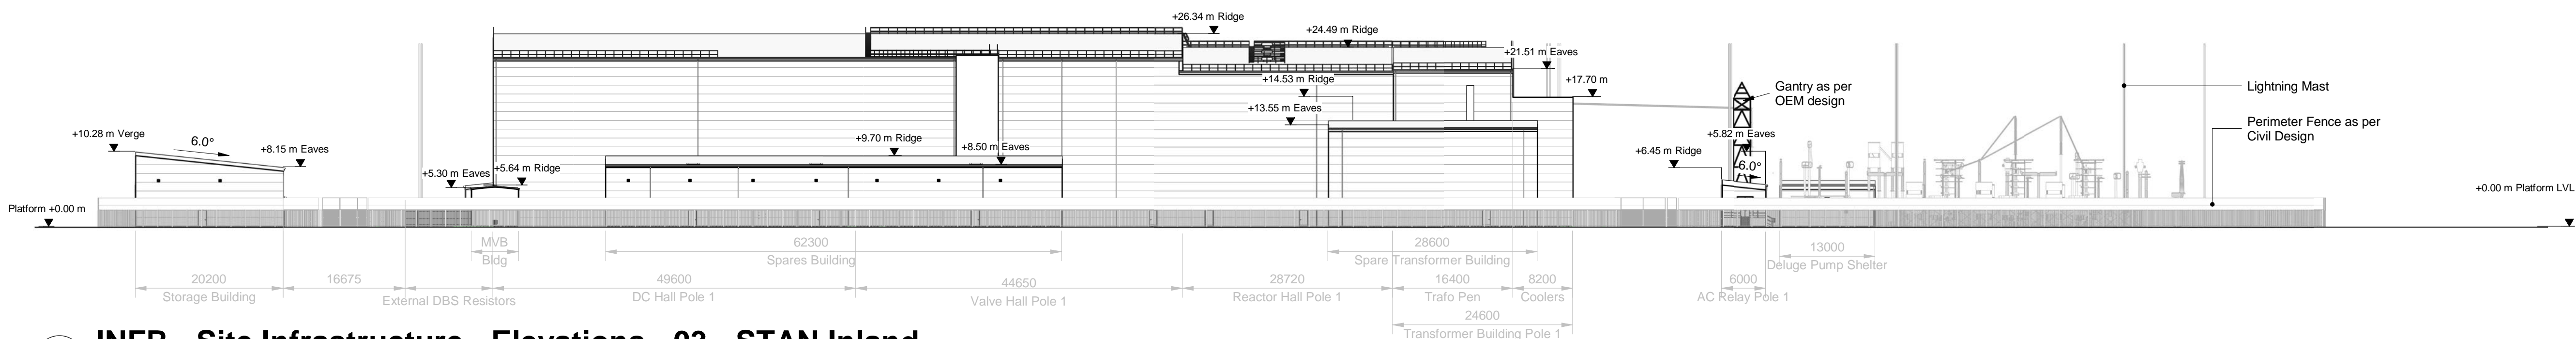 +26.34 m Ridge
+24.49 m Ridge
+21.51 m Eaves
+14.53 m Ridge
+17.70 m
Gantry as per
OEM design
Lightning Mast
+13.55 m Eaves
Perimeter Fence as per
Civil Design
+10.28 m Verge
6.0°
+8.15 m Eaves
+9.70 m Ridge
+8.50 m Eaves
+5.82 m Eaves
+6.45 m Ridge
6.0°
+5.30 m Eaves
+5.64 m Ridge
+0.00 m Platform LVL
Platform +0.00 m
MVB
Bldg
62300
Spares Building
28600
Spare Transformer Building
13000
Deluge Pump Shelter
20200
Storage Building
16675
External DBS Resistors
49600
DC Hall Pole 1
44650
Valve Hall Pole 1
28720
Reactor Hall Pole 1
16400
Trafo Pen
8200
Coolers
6000
AC Relay Pole 1
24600
Transformer Building Pole 1
Site Infrastructure - Elevations - 03 - STAN Inland